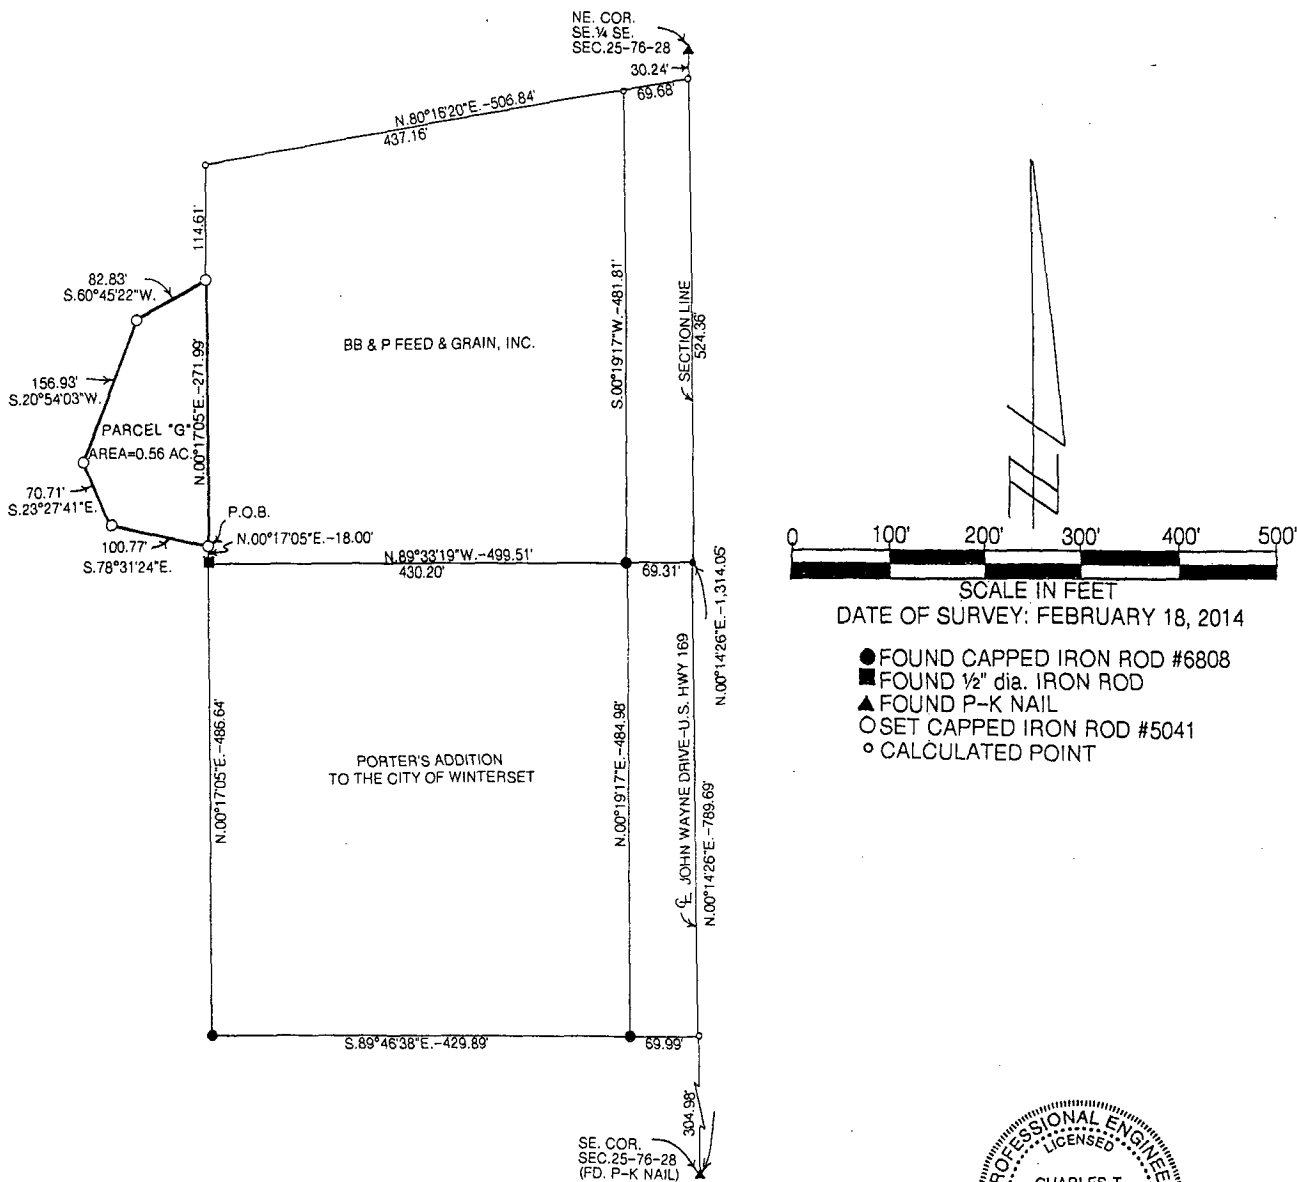 NE. COR.
SE.¼ SE.
SEC.25-76-28
30.24'
69.68'
N.80°16'20"E.-506.84'
437.16'
114.61'
82.83'
S.60°45'22"W.
S.00°19'17"W.-481.81'
SECTION LINE
524.36'
BB & P FEED & GRAIN, INC.
N.00°17'05"E.-271.99'
156.93'
S.20°54'03"W.
PARCEL "G"
AREA=0.56 AC.
70.71'
S.23°27'41"E.
P.O.B.
N.00°17'05"E.-18.00'
100.77'
S.78°31'24"E.
N.89°33'19"W.-499.51'
430.20'
69.31'
N.00°14'26"E.-1,314.05'
0 100' 200' 300' 400' 500'
SCALE IN FEET
DATE OF SURVEY: FEBRUARY 18, 2014
FOUND CAPPED IRON ROD #6808
FOUND ½" dia. IRON ROD
FOUND P-K NAIL
SET CAPPED IRON ROD #5041
CALCULATED POINT
N.00°17'05"E.-486.64'
PORTER'S ADDITION
TO THE CITY OF WINTERSET
N.00°19'17"E.-484.98'
℄ JOHN WAYNE DRIVE-U.S. HWY 169
N.00°14'26"E.-789.69'
S.89°46'38"E.-429.89'
69.99'
304.98'
SE. COR.
SEC.25-76-28
(FD. P-K NAIL)
PROFESSIONAL ENGINEE
LICENSED
CHARLES T.